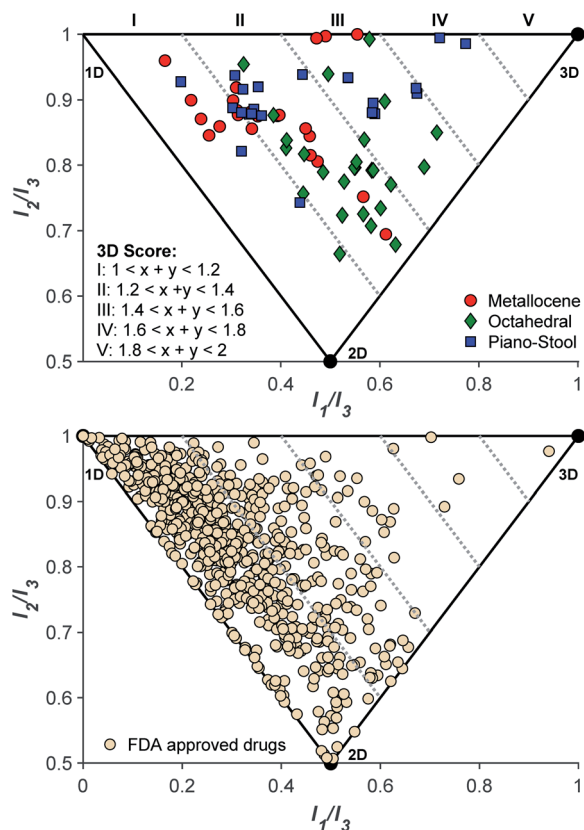 I II III IV V
1
1D
3D
0.9
0.8
I2/I3
0.7
3D Score:
I: 1 < x + y < 1.2
II: 1.2 < x +y < 1.4
III: 1.4 < x + y < 1.6
IV: 1.6 < x + y < 1.8
V: 1.8 < x + y < 2
Metallocene
Octahedral
Piano-Stool
0.6
2D
0.5
0.2 0.4 0.6 0.8 1
I1/I3
1
1D
3D
0.9
0.8
I2/I3
0.7
0.6
FDA approved drugs
2D
0.5
0 0.2 0.4 0.6 0.8 1
I1/I3